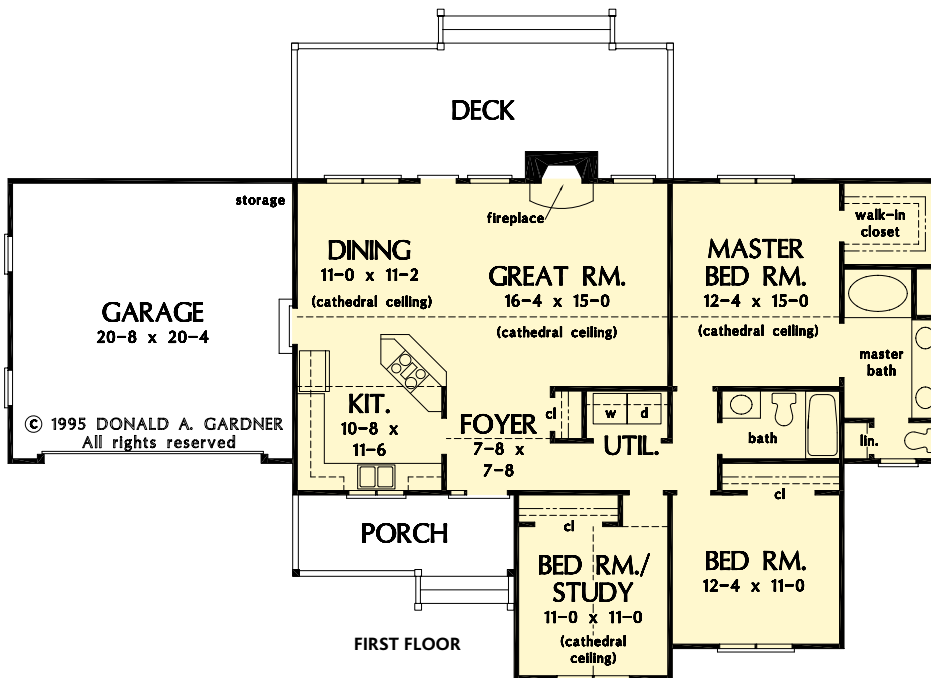 DECK
storage
fireplace
walk-in
closet
DINING
11-0 x 11-2
(cathedral ceiling)
GREAT RM.
16-4 x 15-0
(cathedral ceiling)
MASTER
BED RM.
12-4 x 15-0
(cathedral ceiling)
GARAGE
20-8 x 20-4
master
bath
© 1995 DONALD A. GARDNER
All rights reserved
KIT.
10-8 x
11-6
FOYER
7-8 x
7-8
cl
w
d
UTIL.
bath
lin.
cl
cl
PORCH
BED RM./
STUDY
11-0 x 11-0
(cathedral
ceiling)
BED RM.
12-4 x 11-0
FIRST FLOOR